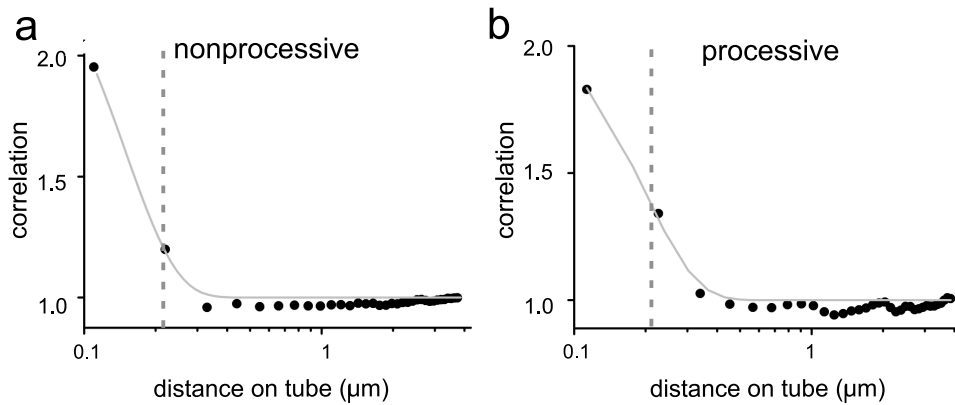 a
nonprocessive
2.0
1.5
1.0
correlation
0.1
1
distance on tube (μm)
b
processive
2.0
1.5
1.0
correlation
0.1
1
distance on tube (μm)